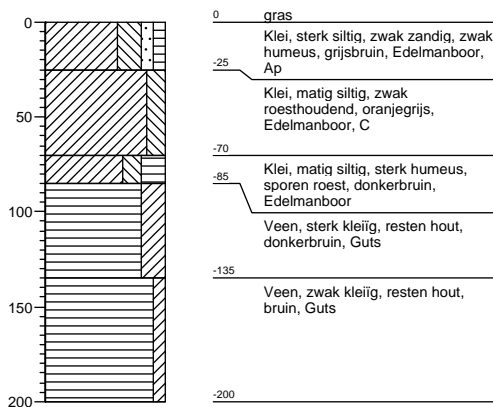 0
50
100
150
200
0
gras
Klei, sterk siltig, zwak zandig, zwak
humeus, grijsbruin, Edelmanboor,
Ap
-25
Klei, matig siltig, zwak
roesthoudend, oranjegrijs,
Edelmanboor, C
-70
Klei, matig siltig, sterk humeus,
sporen roest, donkerbruin,
Edelmanboor
-85
Veen, sterk kleiïg, resten hout,
donkerbruin, Guts
-135
Veen, zwak kleiïg, resten hout,
bruin, Guts
-200